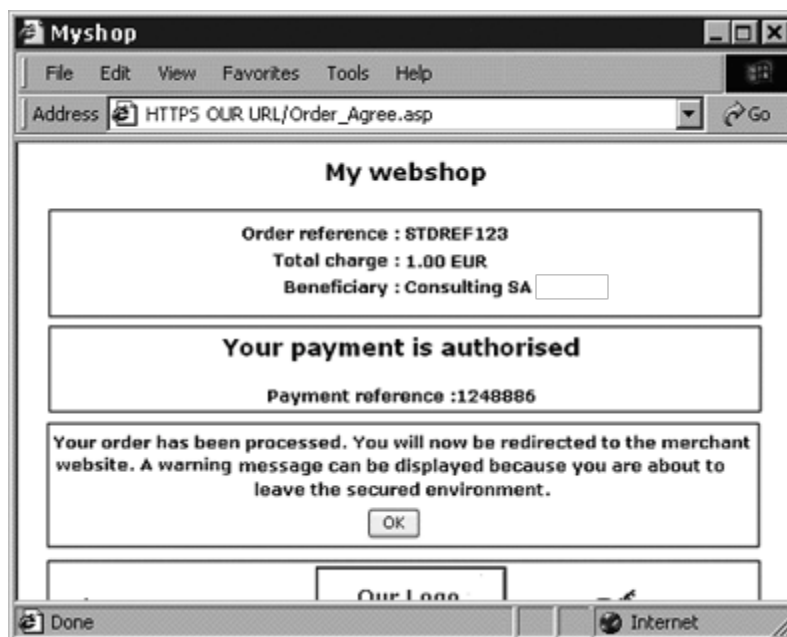 Myshop
File Edit View Favorites Tools Help
Address HTTPS OUR URL/Order_Agree.asp Go
My webshop
Order reference : STDREF123
Total charge : 1.00 EUR
Beneficiary : Consulting SA
Your payment is authorised
Payment reference :1248886
Your order has been processed. You will now be redirected to the merchant
website. A warning message can be displayed because you are about to
leave the secured environment.
OK
Our Logo
Done Internet